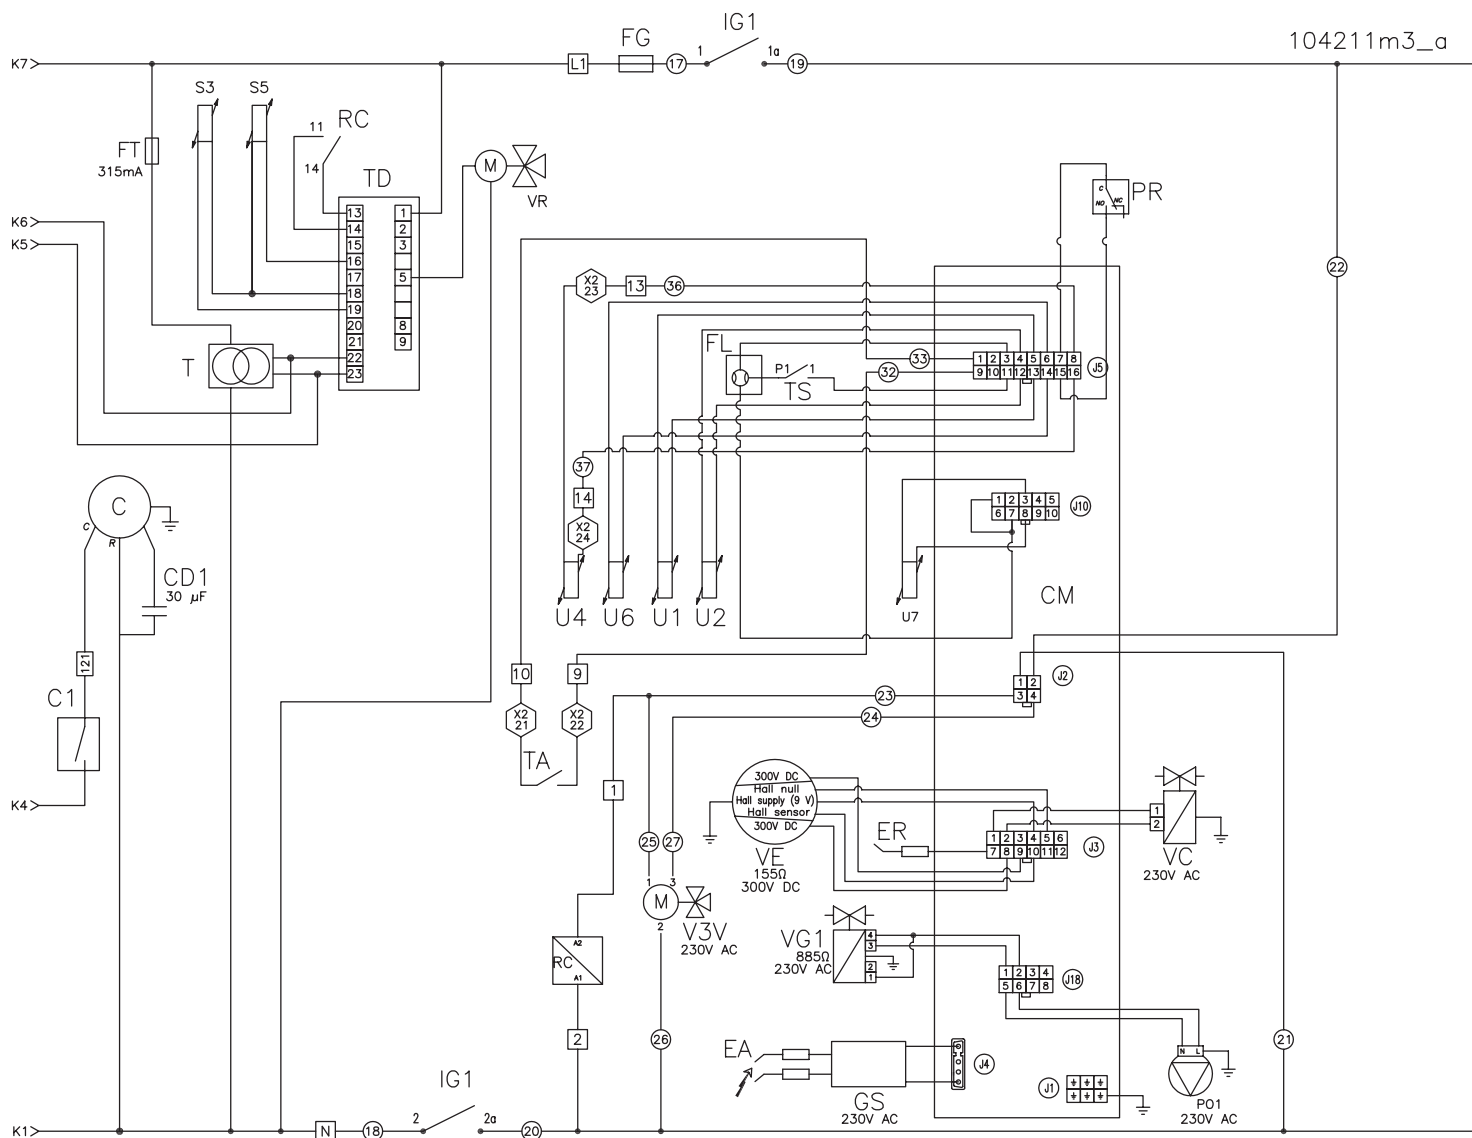 104211m3_a
K7
L1
FG
17
1
IG1
1a
19
S3
S5
FT
315mA
11
RC
14
TD
13
14
15
16
17
18
19
20
21
22
23
1
2
3
5
8
9
M
VR
K6
K5
T
C
NO
NC
PR
22
X2
23
13
36
FL
P1
1
TS
33
32
1 2 3 4 5 6 7 8
9 10 11 12 13 14 15 16
J5
37
14
X2
24
U4
U6
U1
U2
U7
1 2 3 4 5
6 7 8 9 10
J10
CM
C
C
R
CD1
30 µF
121
C1
K4
10
9
X2
21
X2
22
TA
1 2
3 4
J2
23
24
1
25
27
1
3
M
2
V3V
230V AC
26
A2
RC
A1
2
300V DC
Hall null
Hall supply (9 V)
Hall sensor
300V DC
VE
155Ω
300V DC
ER
1 2 3 4 5 6
7 8 9 10 11 12
J3
1
2
VC
230V AC
VG1
885Ω
230V AC
4
3
2
1
1 2 3 4
5 6 7 8
J18
EA
GS
230V AC
J4
J1
N L
PO1
230V AC
21
K1
N
18
2
IG1
2a
20